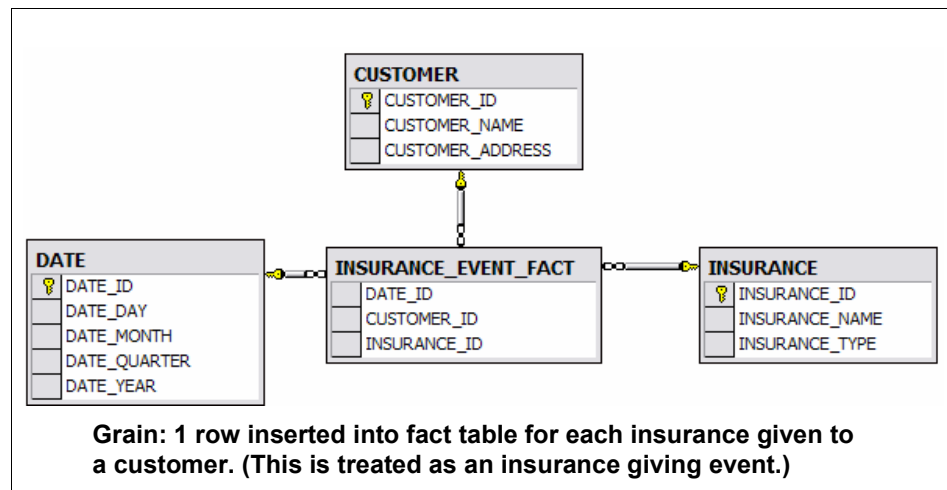 CUSTOMER
CUSTOMER_ID
CUSTOMER_NAME
CUSTOMER_ADDRESS
DATE
DATE_ID
DATE_DAY
DATE_MONTH
DATE_QUARTER
DATE_YEAR
INSURANCE_EVENT_FACT
DATE_ID
CUSTOMER_ID
INSURANCE_ID
INSURANCE
INSURANCE_ID
INSURANCE_NAME
INSURANCE_TYPE
Grain: 1 row inserted into fact table for each insurance given to
a customer. (This is treated as an insurance giving event.)